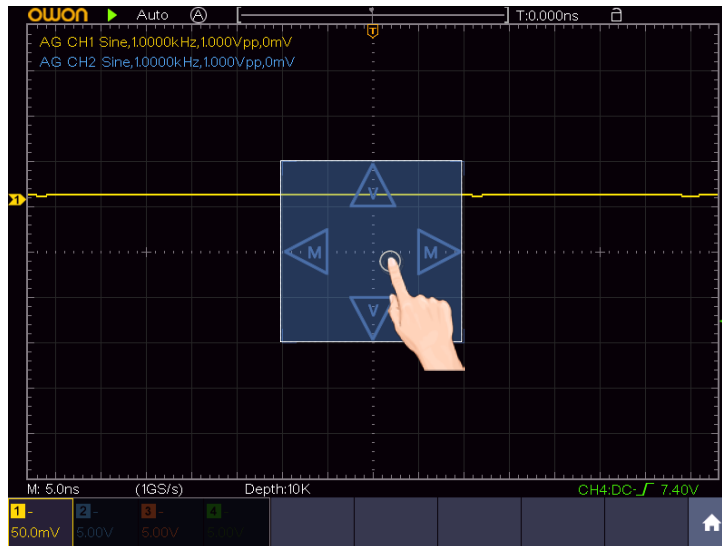 OWON Auto A T:0.000ns
T
AG CH1 Sine,1.0000kHz,1.000Vpp,0mV
AG CH2 Sine,1.0000kHz,1.000Vpp,0mV
A
1
M M
A
M: 5.0ns (1GS/s) Depth:10K CH4:DC- 7.40V
1 - 2 - 3 - 4 -
50.0mV 5.00V 5.00V 5.00V